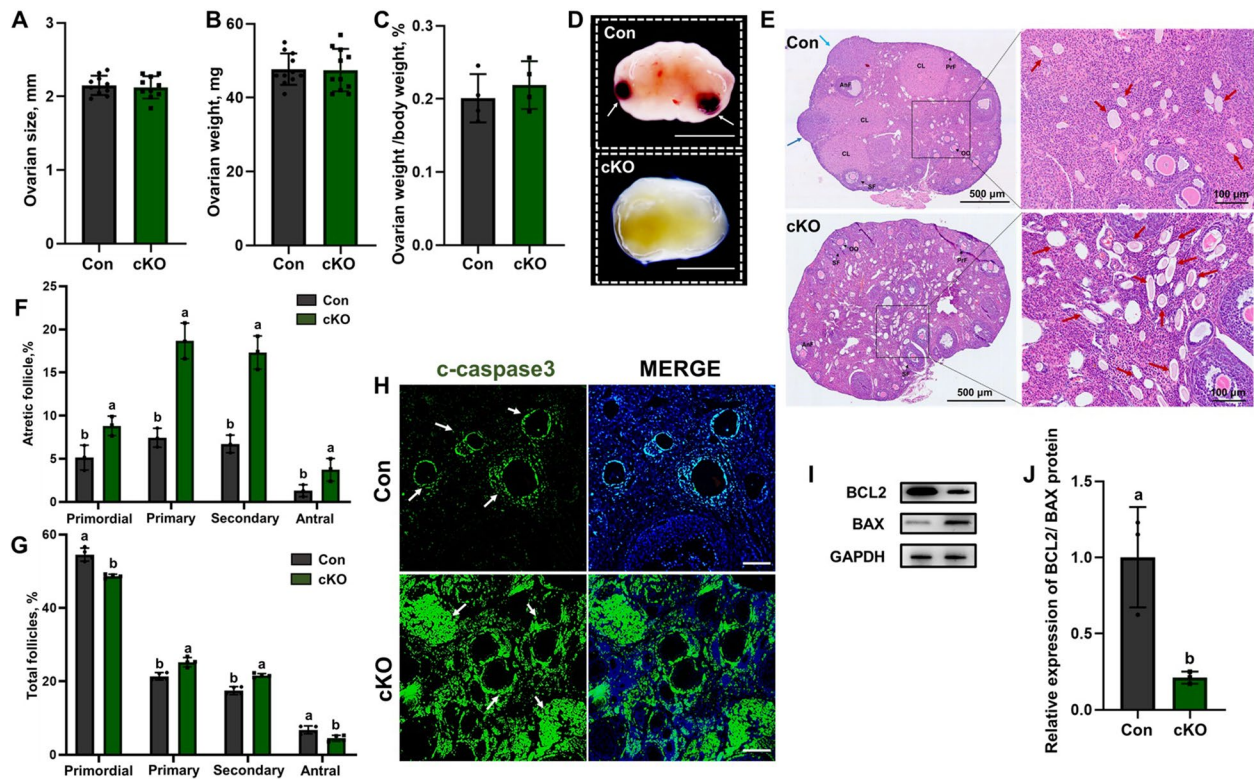 A
Ovarian size, mm
3
2
1
0
Con
cKO
B
Ovarian weight, mg
60
40
20
0
Con
cKO
C
Ovarian weight /body weight, %
0.3
0.2
0.1
0.0
Con
cKO
D
Con
cKO
E
Con
CL
PrF
Anf
CL
OO
CL
SF
500 μm
100 μm
cKO
OO
SF
PrF
Anf
SF
500 μm
100 μm
F
Atretic follicle,%
25
20
15
10
5
0
Con
cKO
b
a
b
a
b
a
b
a
Primordial
Primary
Secondary
Antral
G
Total follicles, %
60
40
20
0
Con
cKO
a
b
b
a
b
a
a
b
Primordial
Primary
Secondary
Antral
H
c-caspase3
MERGE
Con
cKO
I
BCL2
BAX
GAPDH
J
Relative expression of BCL2/ BAX protein
1.5
1.0
0.5
0.0
a
b
Con
cKO